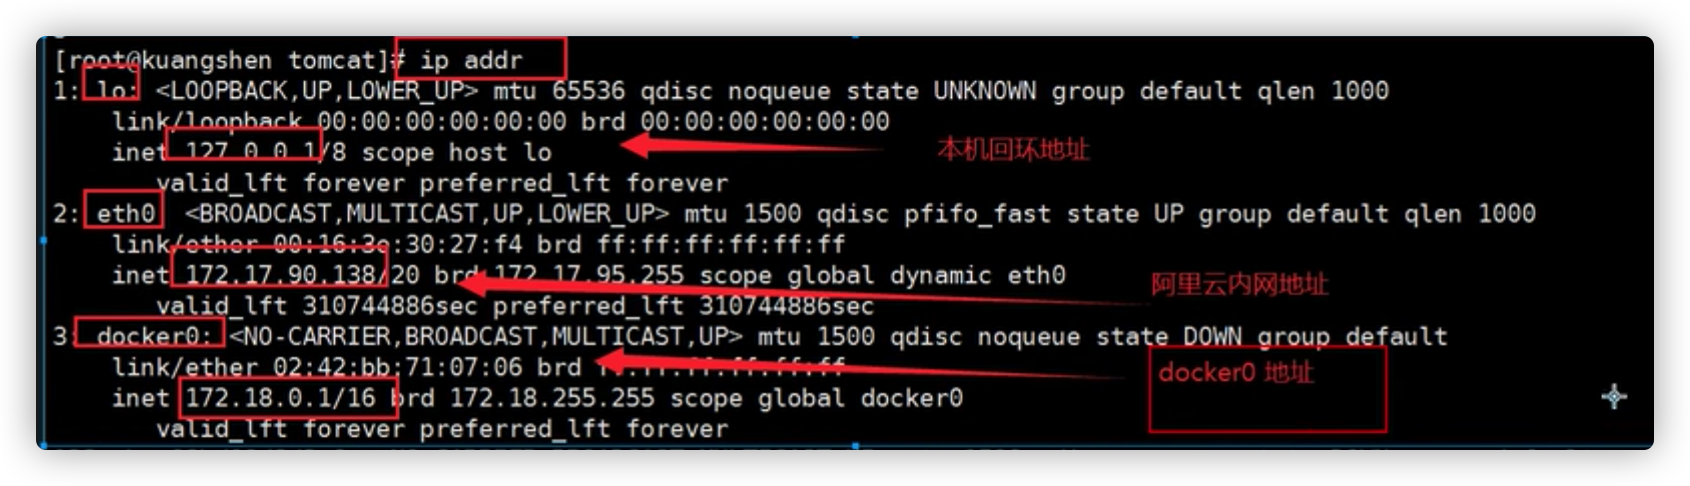 [root@kuangshen tomcat]# ip addr
1: lo: <LOOPBACK,UP,LOWER_UP> mtu 65536 qdisc noqueue state UNKNOWN group default qlen 1000
link/loopback 00:00:00:00:00:00 brd 00:00:00:00:00:00
inet 127.0.0.1/8 scope host lo
本机回环地址
valid_lft forever preferred_lft forever
2: eth0 <BROADCAST,MULTICAST,UP,LOWER_UP> mtu 1500 qdisc pfifo_fast state UP group default qlen 1000
link/ether 00:16:3e:30:27:f4 brd ff:ff:ff:ff:ff:ff
inet 172.17.90.138/20 brd 172.17.95.255 scope global dynamic eth0
阿里云内网地址
valid_lft 310744886sec preferred_lft 310744886sec
3: docker0: <NO-CARRIER,BROADCAST,MULTICAST,UP> mtu 1500 qdisc noqueue state DOWN group default
link/ether 02:42:bb:71:07:06 brd ff:ff:ff:ff:ff:ff
docker0 地址
inet 172.18.0.1/16 brd 172.18.255.255 scope global docker0
valid_lft forever preferred_lft forever